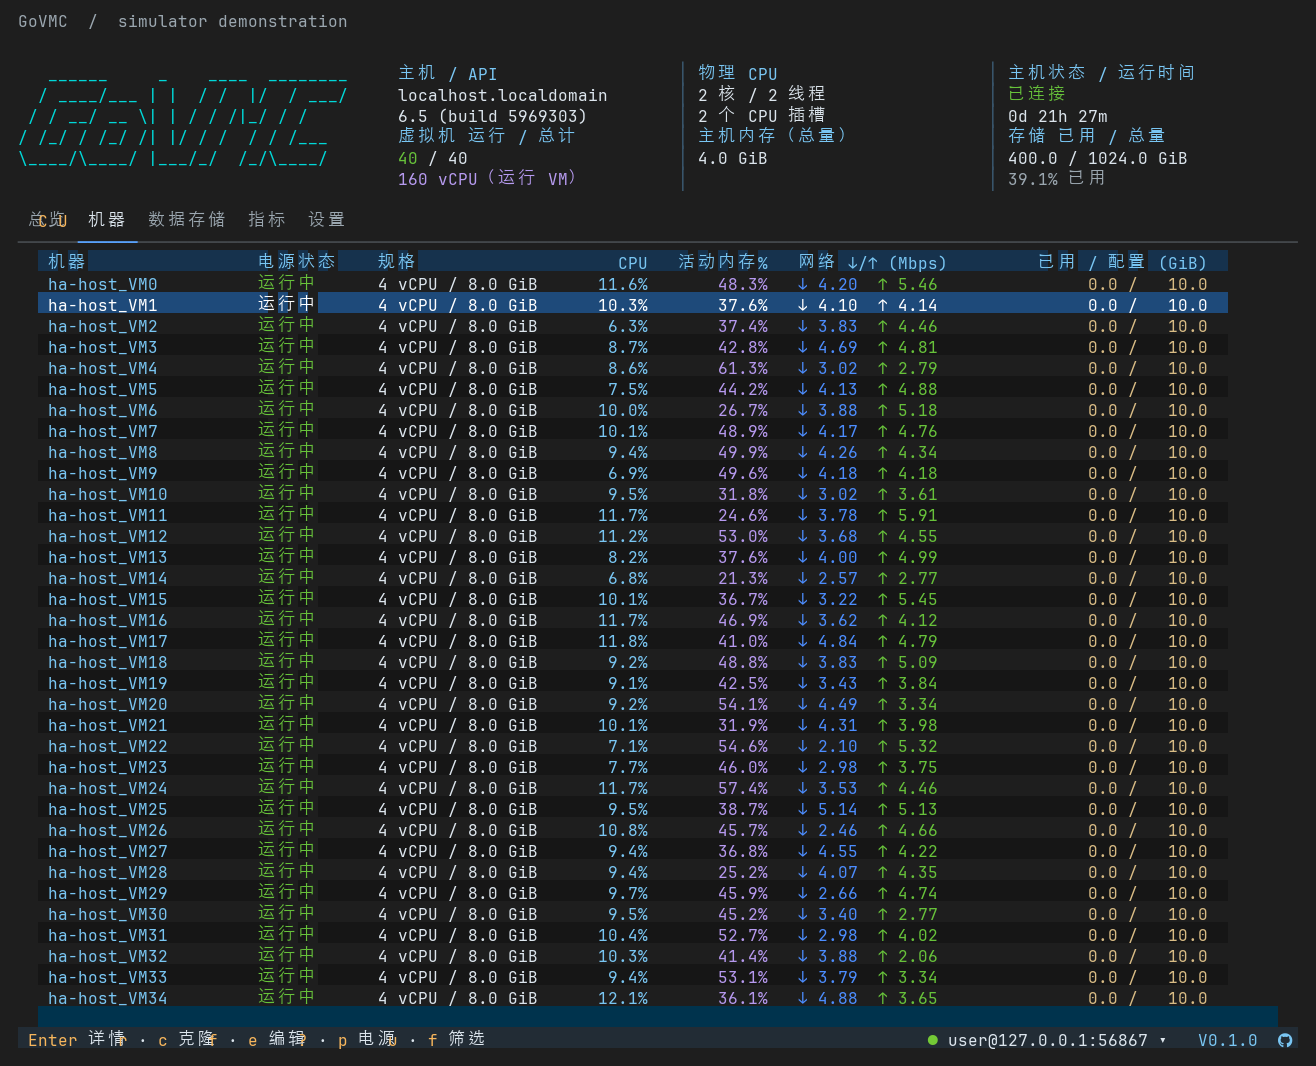 GoVMC / simulator demonstration
主机 / API
localhost.localdomain
6.5 (build 5969303)
虚拟机 运行 / 总计
40 / 40
160 vCPU（运行 VM）
物理 CPU
2 核 / 2 线程
2 个 CPU 插槽
主机内存（总量）
4.0 GiB
主机状态 / 运行时间
已连接
0d 21h 27m
存储 已用 / 总量
400.0 / 1024.0 GiB
39.1% 已用
总览 机器 数据存储 指标 设置
机器 电源状态 规格 CPU 活动内存% 网络 ↓/↑ (Mbps) 已用 / 配置 (GiB)
ha-host_VM0 运行中 4 vCPU / 8.0 GiB 11.6% 48.3% ↓ 4.20 ↑ 5.46 0.0 / 10.0
ha-host_VM1 运行中 4 vCPU / 8.0 GiB 10.3% 37.6% ↓ 4.10 ↑ 4.14 0.0 / 10.0
ha-host_VM2 运行中 4 vCPU / 8.0 GiB 6.3% 37.4% ↓ 3.83 ↑ 4.46 0.0 / 10.0
ha-host_VM3 运行中 4 vCPU / 8.0 GiB 8.7% 42.8% ↓ 4.69 ↑ 4.81 0.0 / 10.0
ha-host_VM4 运行中 4 vCPU / 8.0 GiB 8.6% 61.3% ↓ 3.02 ↑ 2.79 0.0 / 10.0
ha-host_VM5 运行中 4 vCPU / 8.0 GiB 7.5% 44.2% ↓ 4.13 ↑ 4.88 0.0 / 10.0
ha-host_VM6 运行中 4 vCPU / 8.0 GiB 10.0% 26.7% ↓ 3.88 ↑ 5.18 0.0 / 10.0
ha-host_VM7 运行中 4 vCPU / 8.0 GiB 10.1% 48.9% ↓ 4.17 ↑ 4.76 0.0 / 10.0
ha-host_VM8 运行中 4 vCPU / 8.0 GiB 9.4% 49.9% ↓ 4.26 ↑ 4.34 0.0 / 10.0
ha-host_VM9 运行中 4 vCPU / 8.0 GiB 6.9% 49.6% ↓ 4.18 ↑ 4.18 0.0 / 10.0
ha-host_VM10 运行中 4 vCPU / 8.0 GiB 9.5% 31.8% ↓ 3.02 ↑ 3.61 0.0 / 10.0
ha-host_VM11 运行中 4 vCPU / 8.0 GiB 11.7% 24.6% ↓ 3.78 ↑ 5.91 0.0 / 10.0
ha-host_VM12 运行中 4 vCPU / 8.0 GiB 11.2% 53.0% ↓ 3.68 ↑ 4.55 0.0 / 10.0
ha-host_VM13 运行中 4 vCPU / 8.0 GiB 8.2% 37.6% ↓ 4.00 ↑ 4.99 0.0 / 10.0
ha-host_VM14 运行中 4 vCPU / 8.0 GiB 6.8% 21.3% ↓ 2.57 ↑ 2.77 0.0 / 10.0
ha-host_VM15 运行中 4 vCPU / 8.0 GiB 10.1% 36.7% ↓ 3.22 ↑ 5.45 0.0 / 10.0
ha-host_VM16 运行中 4 vCPU / 8.0 GiB 11.7% 46.9% ↓ 3.62 ↑ 4.12 0.0 / 10.0
ha-host_VM17 运行中 4 vCPU / 8.0 GiB 11.8% 41.0% ↓ 4.84 ↑ 4.79 0.0 / 10.0
ha-host_VM18 运行中 4 vCPU / 8.0 GiB 9.2% 48.8% ↓ 3.83 ↑ 5.09 0.0 / 10.0
ha-host_VM19 运行中 4 vCPU / 8.0 GiB 9.1% 42.5% ↓ 3.43 ↑ 3.84 0.0 / 10.0
ha-host_VM20 运行中 4 vCPU / 8.0 GiB 9.2% 54.1% ↓ 4.49 ↑ 3.34 0.0 / 10.0
ha-host_VM21 运行中 4 vCPU / 8.0 GiB 10.1% 31.9% ↓ 4.31 ↑ 3.98 0.0 / 10.0
ha-host_VM22 运行中 4 vCPU / 8.0 GiB 7.1% 54.6% ↓ 2.10 ↑ 5.32 0.0 / 10.0
ha-host_VM23 运行中 4 vCPU / 8.0 GiB 7.7% 46.0% ↓ 2.98 ↑ 3.75 0.0 / 10.0
ha-host_VM24 运行中 4 vCPU / 8.0 GiB 11.7% 57.4% ↓ 3.53 ↑ 4.46 0.0 / 10.0
ha-host_VM25 运行中 4 vCPU / 8.0 GiB 9.5% 38.7% ↓ 5.14 ↑ 5.13 0.0 / 10.0
ha-host_VM26 运行中 4 vCPU / 8.0 GiB 10.8% 45.7% ↓ 2.46 ↑ 4.66 0.0 / 10.0
ha-host_VM27 运行中 4 vCPU / 8.0 GiB 9.4% 36.8% ↓ 4.55 ↑ 4.22 0.0 / 10.0
ha-host_VM28 运行中 4 vCPU / 8.0 GiB 9.4% 25.2% ↓ 4.07 ↑ 4.35 0.0 / 10.0
ha-host_VM29 运行中 4 vCPU / 8.0 GiB 9.7% 45.9% ↓ 2.66 ↑ 4.74 0.0 / 10.0
ha-host_VM30 运行中 4 vCPU / 8.0 GiB 9.5% 45.2% ↓ 3.40 ↑ 2.77 0.0 / 10.0
ha-host_VM31 运行中 4 vCPU / 8.0 GiB 10.4% 52.7% ↓ 2.98 ↑ 4.02 0.0 / 10.0
ha-host_VM32 运行中 4 vCPU / 8.0 GiB 10.3% 41.4% ↓ 3.88 ↑ 2.06 0.0 / 10.0
ha-host_VM33 运行中 4 vCPU / 8.0 GiB 9.4% 53.1% ↓ 3.79 ↑ 3.34 0.0 / 10.0
ha-host_VM34 运行中 4 vCPU / 8.0 GiB 12.1% 36.1% ↓ 4.88 ↑ 3.65 0.0 / 10.0
Enter 详情 · c 克隆 · e 编辑 · p 电源 · f 筛选 ● user@127.0.0.1:56867 ▾ V0.1.0